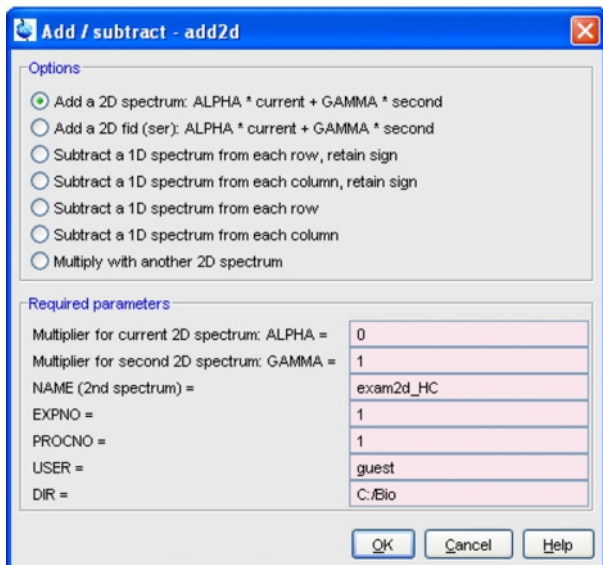 Add / subtract - add2d
Options
Add a 2D spectrum: ALPHA * current + GAMMA * second
Add a 2D fid (ser): ALPHA * current + GAMMA * second
Subtract a 1D spectrum from each row, retain sign
Subtract a 1D spectrum from each column, retain sign
Subtract a 1D spectrum from each row
Subtract a 1D spectrum from each column
Multiply with another 2D spectrum
Required parameters
Multiplier for current 2D spectrum: ALPHA = 0
Multiplier for second 2D spectrum: GAMMA = 1
NAME (2nd spectrum) = exam2d_HC
EXPNO = 1
PROCNO = 1
USER = guest
DIR = C:/Bio
OK Cancel Help